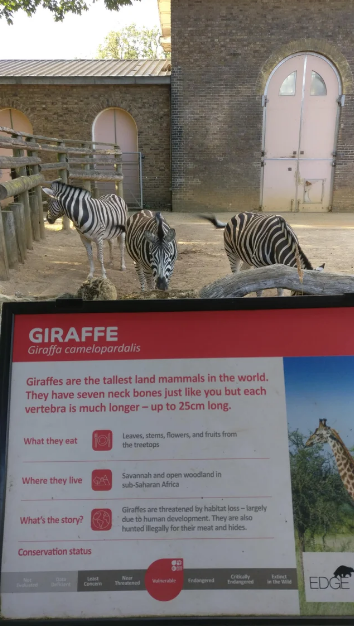 GIRAFFE
Giraffa camelopardalis
Giraffes are the tallest land mammals in the world.
They have seven neck bones just like you but each
vertebra is much longer – up to 25cm long.
What they eat
Leaves, stems, flowers, and fruits from
the treetops
Where they live
Savannah and open woodland in
sub-Saharan Africa
What's the story?
Giraffes are threatened by habitat loss – largely
due to human development. They are also
hunted illegally for their meat and hides.
Conservation status
Least
Concern
Near
Threatened
Vulnerable
Endangered
Critically
Endangered
Extinct
in the Wild
EDGE